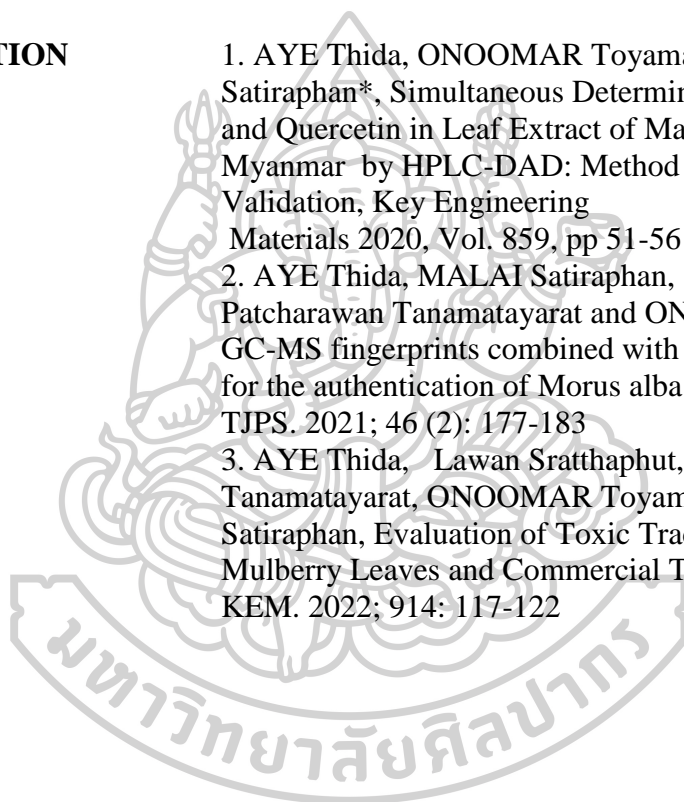 TION
1. AYE Thida, ONOOMAR Toyama
Satiraphan*, Simultaneous Determin
and Quercetin in Leaf Extract of Ma
Myanmar by HPLC-DAD: Method
Validation, Key Engineering
Materials 2020, Vol. 859, pp 51-56
2. AYE Thida, MALAI Satiraphan,
Patcharawan Tanamatayarat and ON
GC-MS fingerprints combined with
for the authentication of Morus alba
TJPS. 2021; 46 (2): 177-183
3. AYE Thida, Lawan Sratthaphut,
Tanamatayarat, ONOOMAR Toyam
Satiraphan, Evaluation of Toxic Trac
Mulberry Leaves and Commercial T
KEM. 2022; 914: 117-122
มหาวิทยาลัยศิลปากร